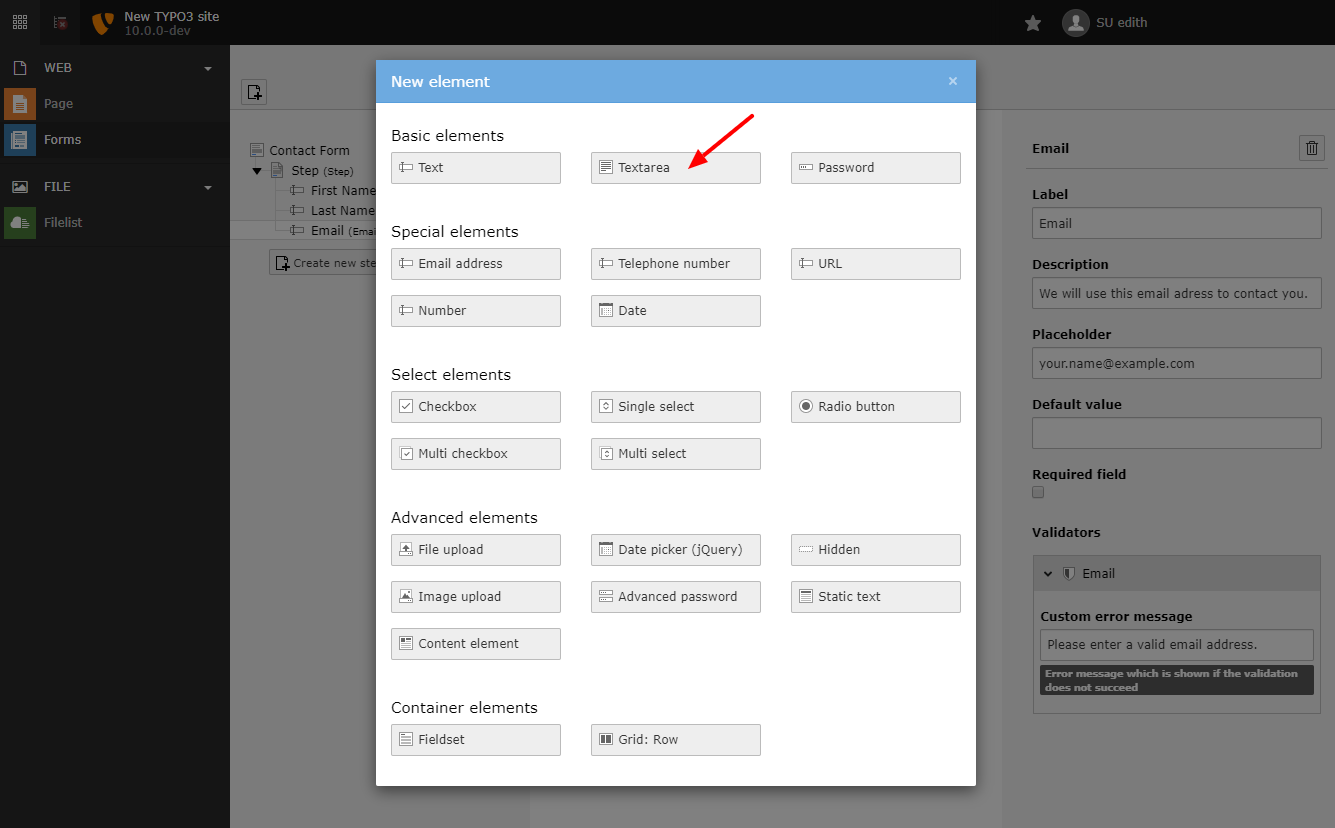 New TYPO3 site
10.0.0-dev
SU edith
WEB
Page
Forms
FILE
Filelist
Contact Form
Step (Step)
First Name
Last Name
Email (Emai
Create new ste
New element
×
Basic elements
Text
Textarea
Password
Special elements
Email address
Telephone number
URL
Number
Date
Select elements
Checkbox
Single select
Radio button
Multi checkbox
Multi select
Advanced elements
File upload
Date picker (jQuery)
Hidden
Image upload
Advanced password
Static text
Content element
Container elements
Fieldset
Grid: Row
Email
Label
Email
Description
We will use this email adress to contact you.
Placeholder
your.name@example.com
Default value
Required field
Validators
Email
Custom error message
Please enter a valid email address.
Error message which is shown if the validation
does not succeed